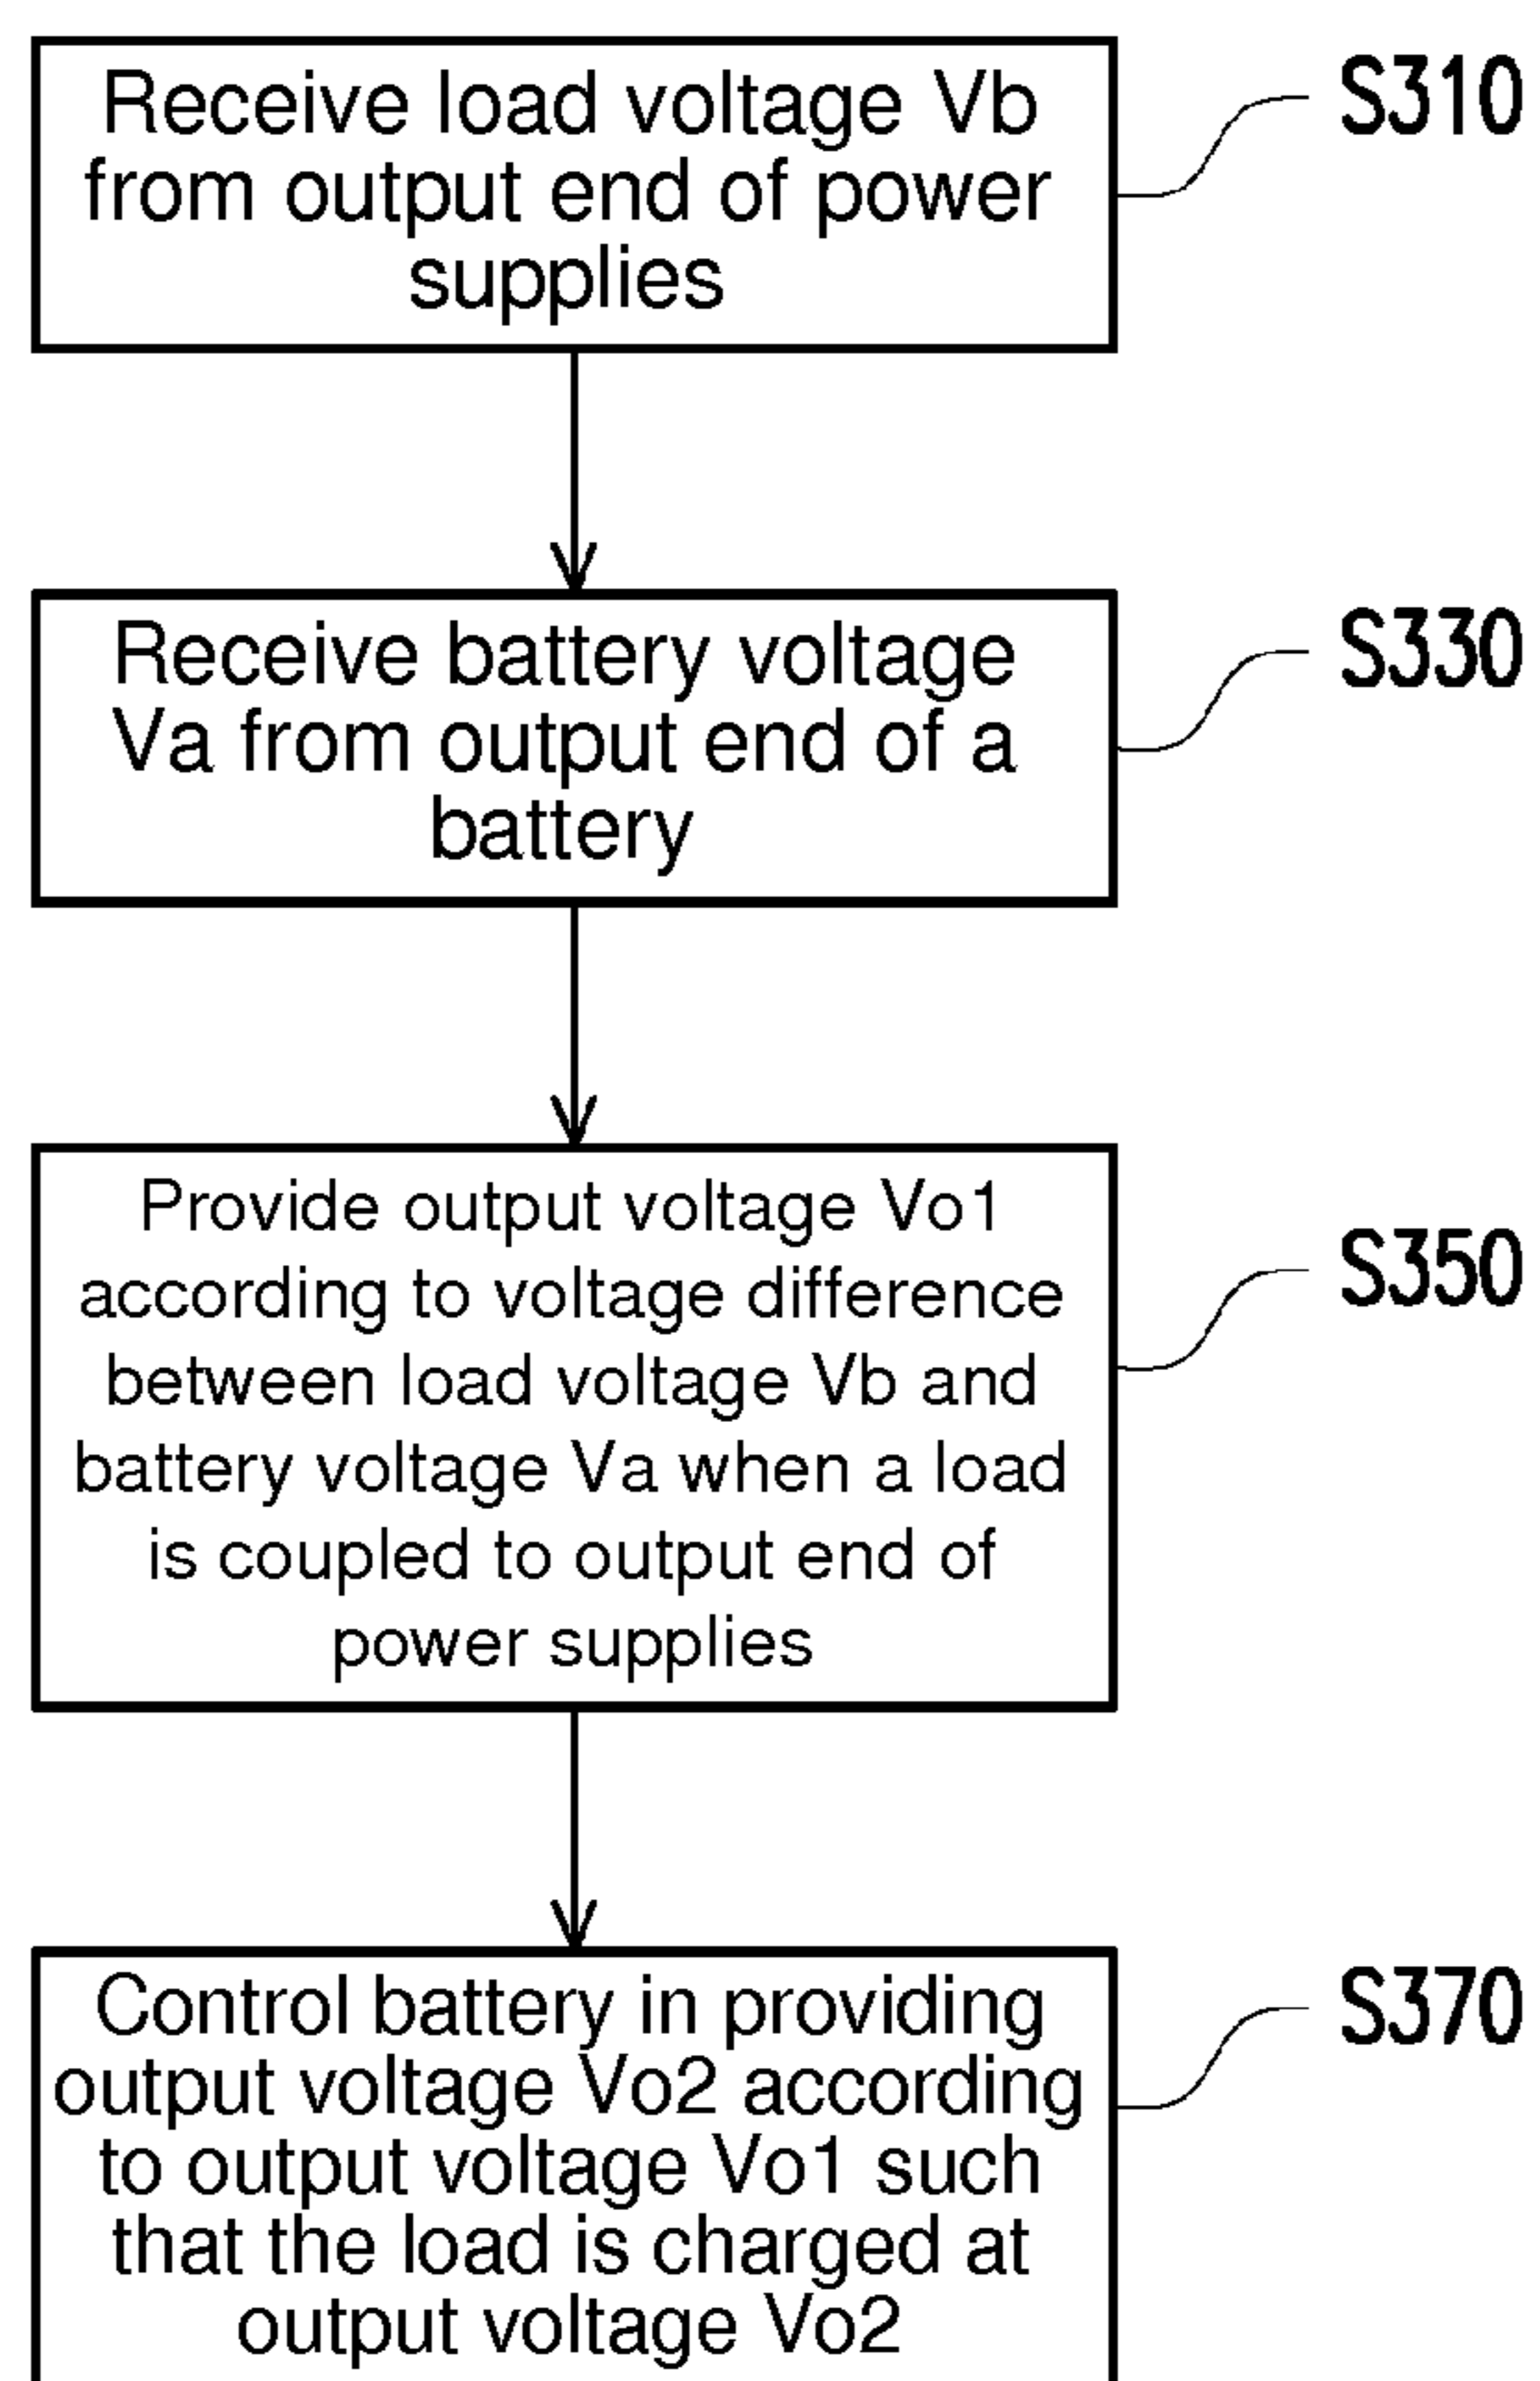 Receive load voltage Vb
from output end of power
supplies
S310
Receive battery voltage
Va from output end of a
battery
S330
Provide output voltage Vo1
according to voltage difference
between load voltage Vb and
battery voltage Va when a load
is coupled to output end of
power supplies
S350
Control battery in providing
output voltage Vo2 according
to output voltage Vo1 such
that the load is charged at
output voltage Vo2
S370